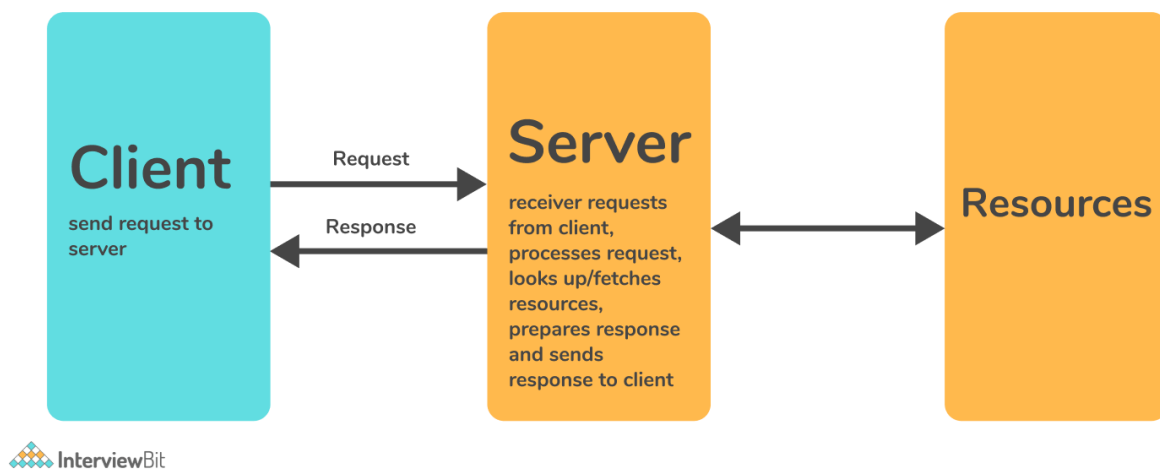 Client
send request to
server
Request
Response
Server
receiver requests
from client,
processes request,
looks up/fetches
resources,
prepares response
and sends
response to client
Resources
InterviewBit